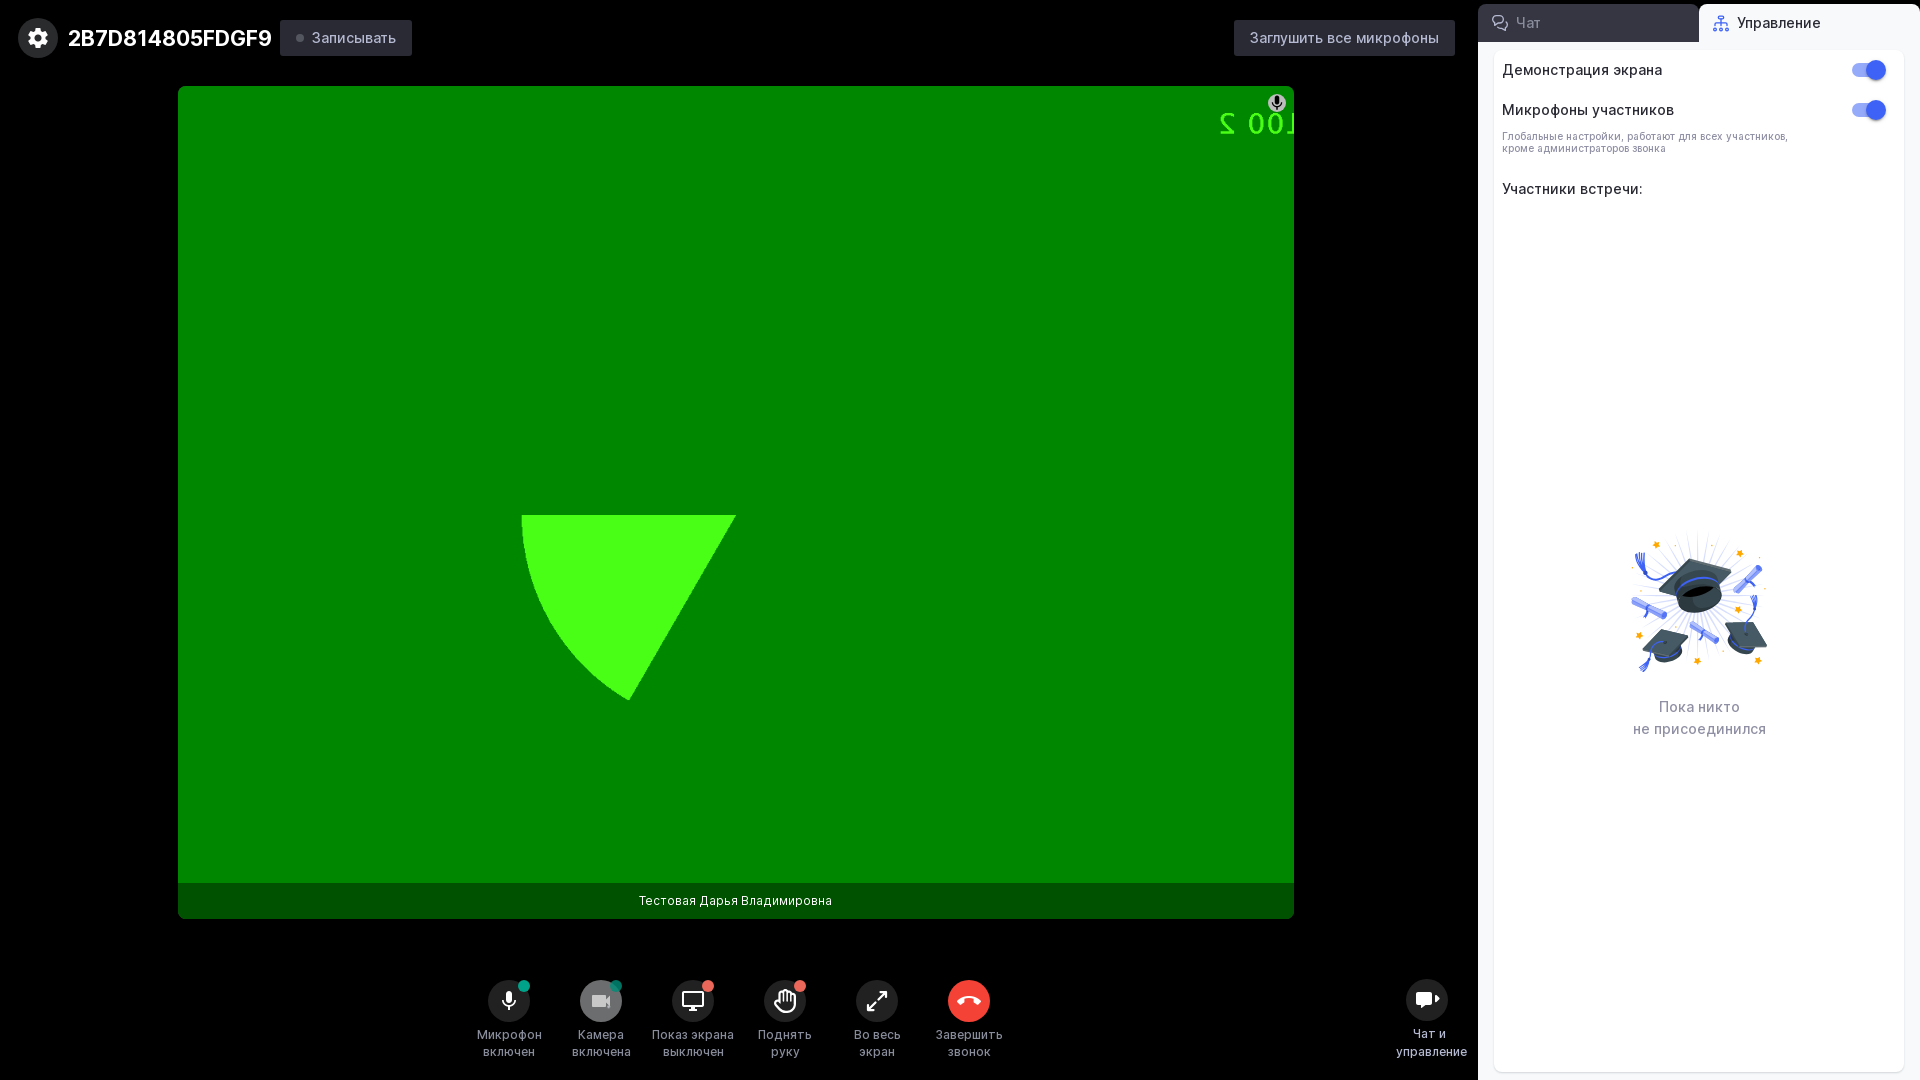 2B7D814805FDGF9
Записывать
Заглушить все микрофоны
Чат
Управление
Демонстрация экрана
Микрофоны участников
Глобальные настройки, работают для всех участников,
кроме администраторов звонка
Участники встречи:
Пока никто
не присоединился
Тестовая Дарья Владимировна
Микрофон
включен
Камера
включена
Показ экрана
выключен
Поднять
руку
Во весь
экран
Завершить
звонок
Чат и
управление